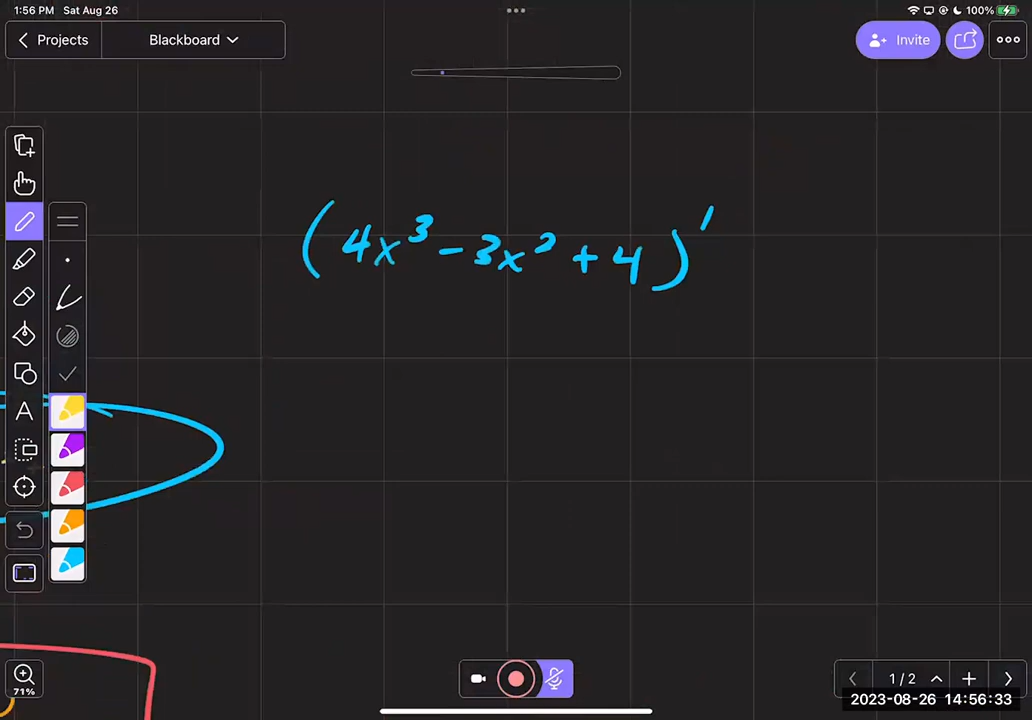 1:56 PM Sat Aug 26
100%
Projects
Blackboard
Invite
(4x³ - 3x² + 4)'
A
71%
1 / 2
2023-08-26 14:56:33